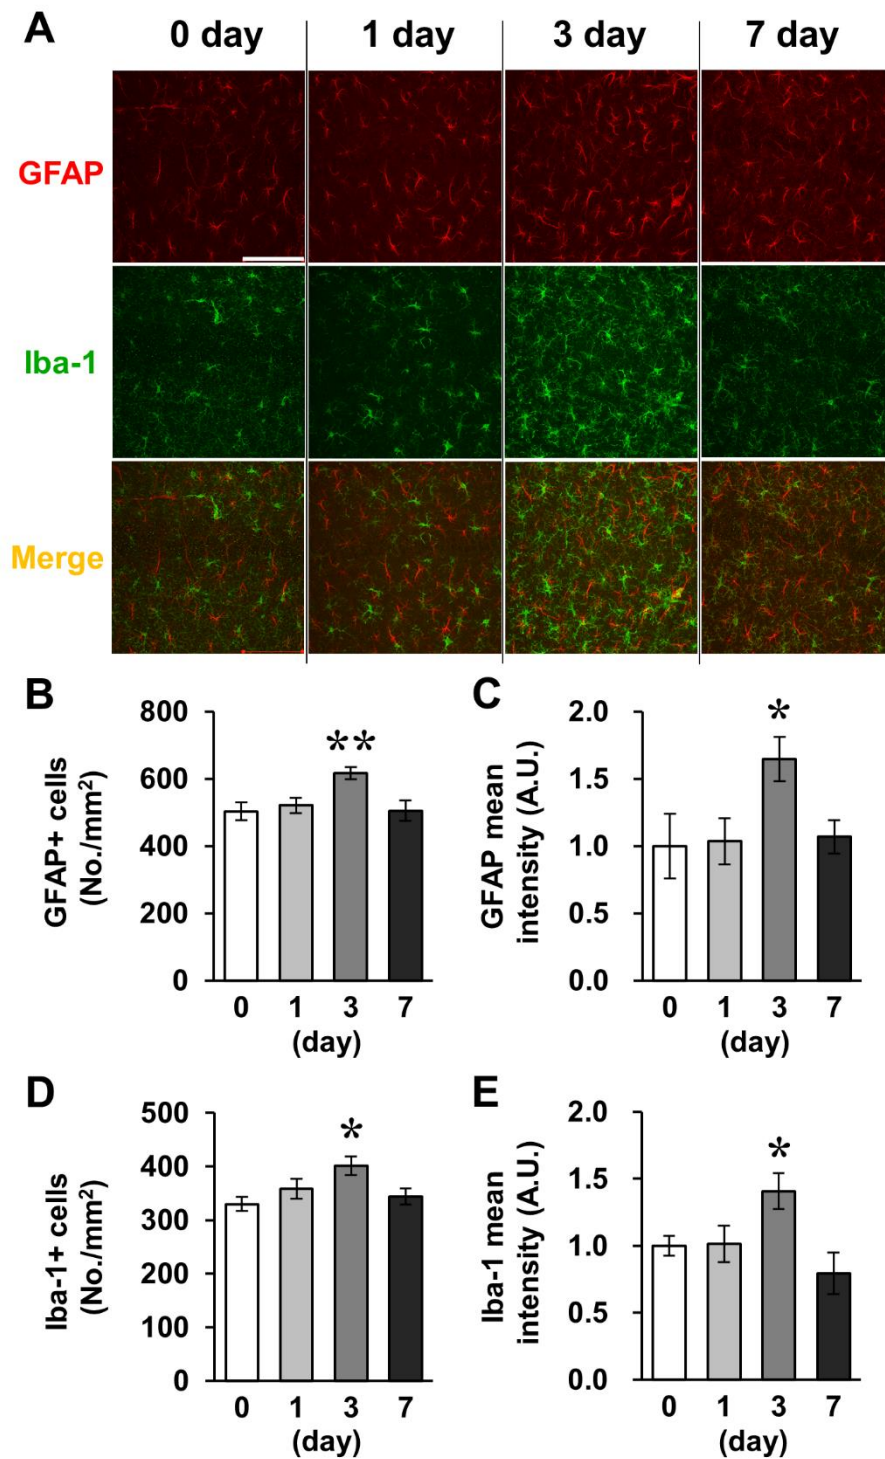 A
0 day 1 day 3 day 7 day
GFAP
Iba-1
Merge
B
GFAP+ cells
(No./mm²)
800
600
400
200
0
**
0 1 3 7
(day)
C
GFAP mean
intensity (A.U.)
2.0
1.5
1.0
0.5
0.0
*
0 1 3 7
(day)
D
Iba-1+ cells
(No./mm²)
500
400
300
200
100
0
*
0 1 3 7
(day)
E
Iba-1 mean
intensity (A.U.)
2.0
1.5
1.0
0.5
0.0
*
0 1 3 7
(day)